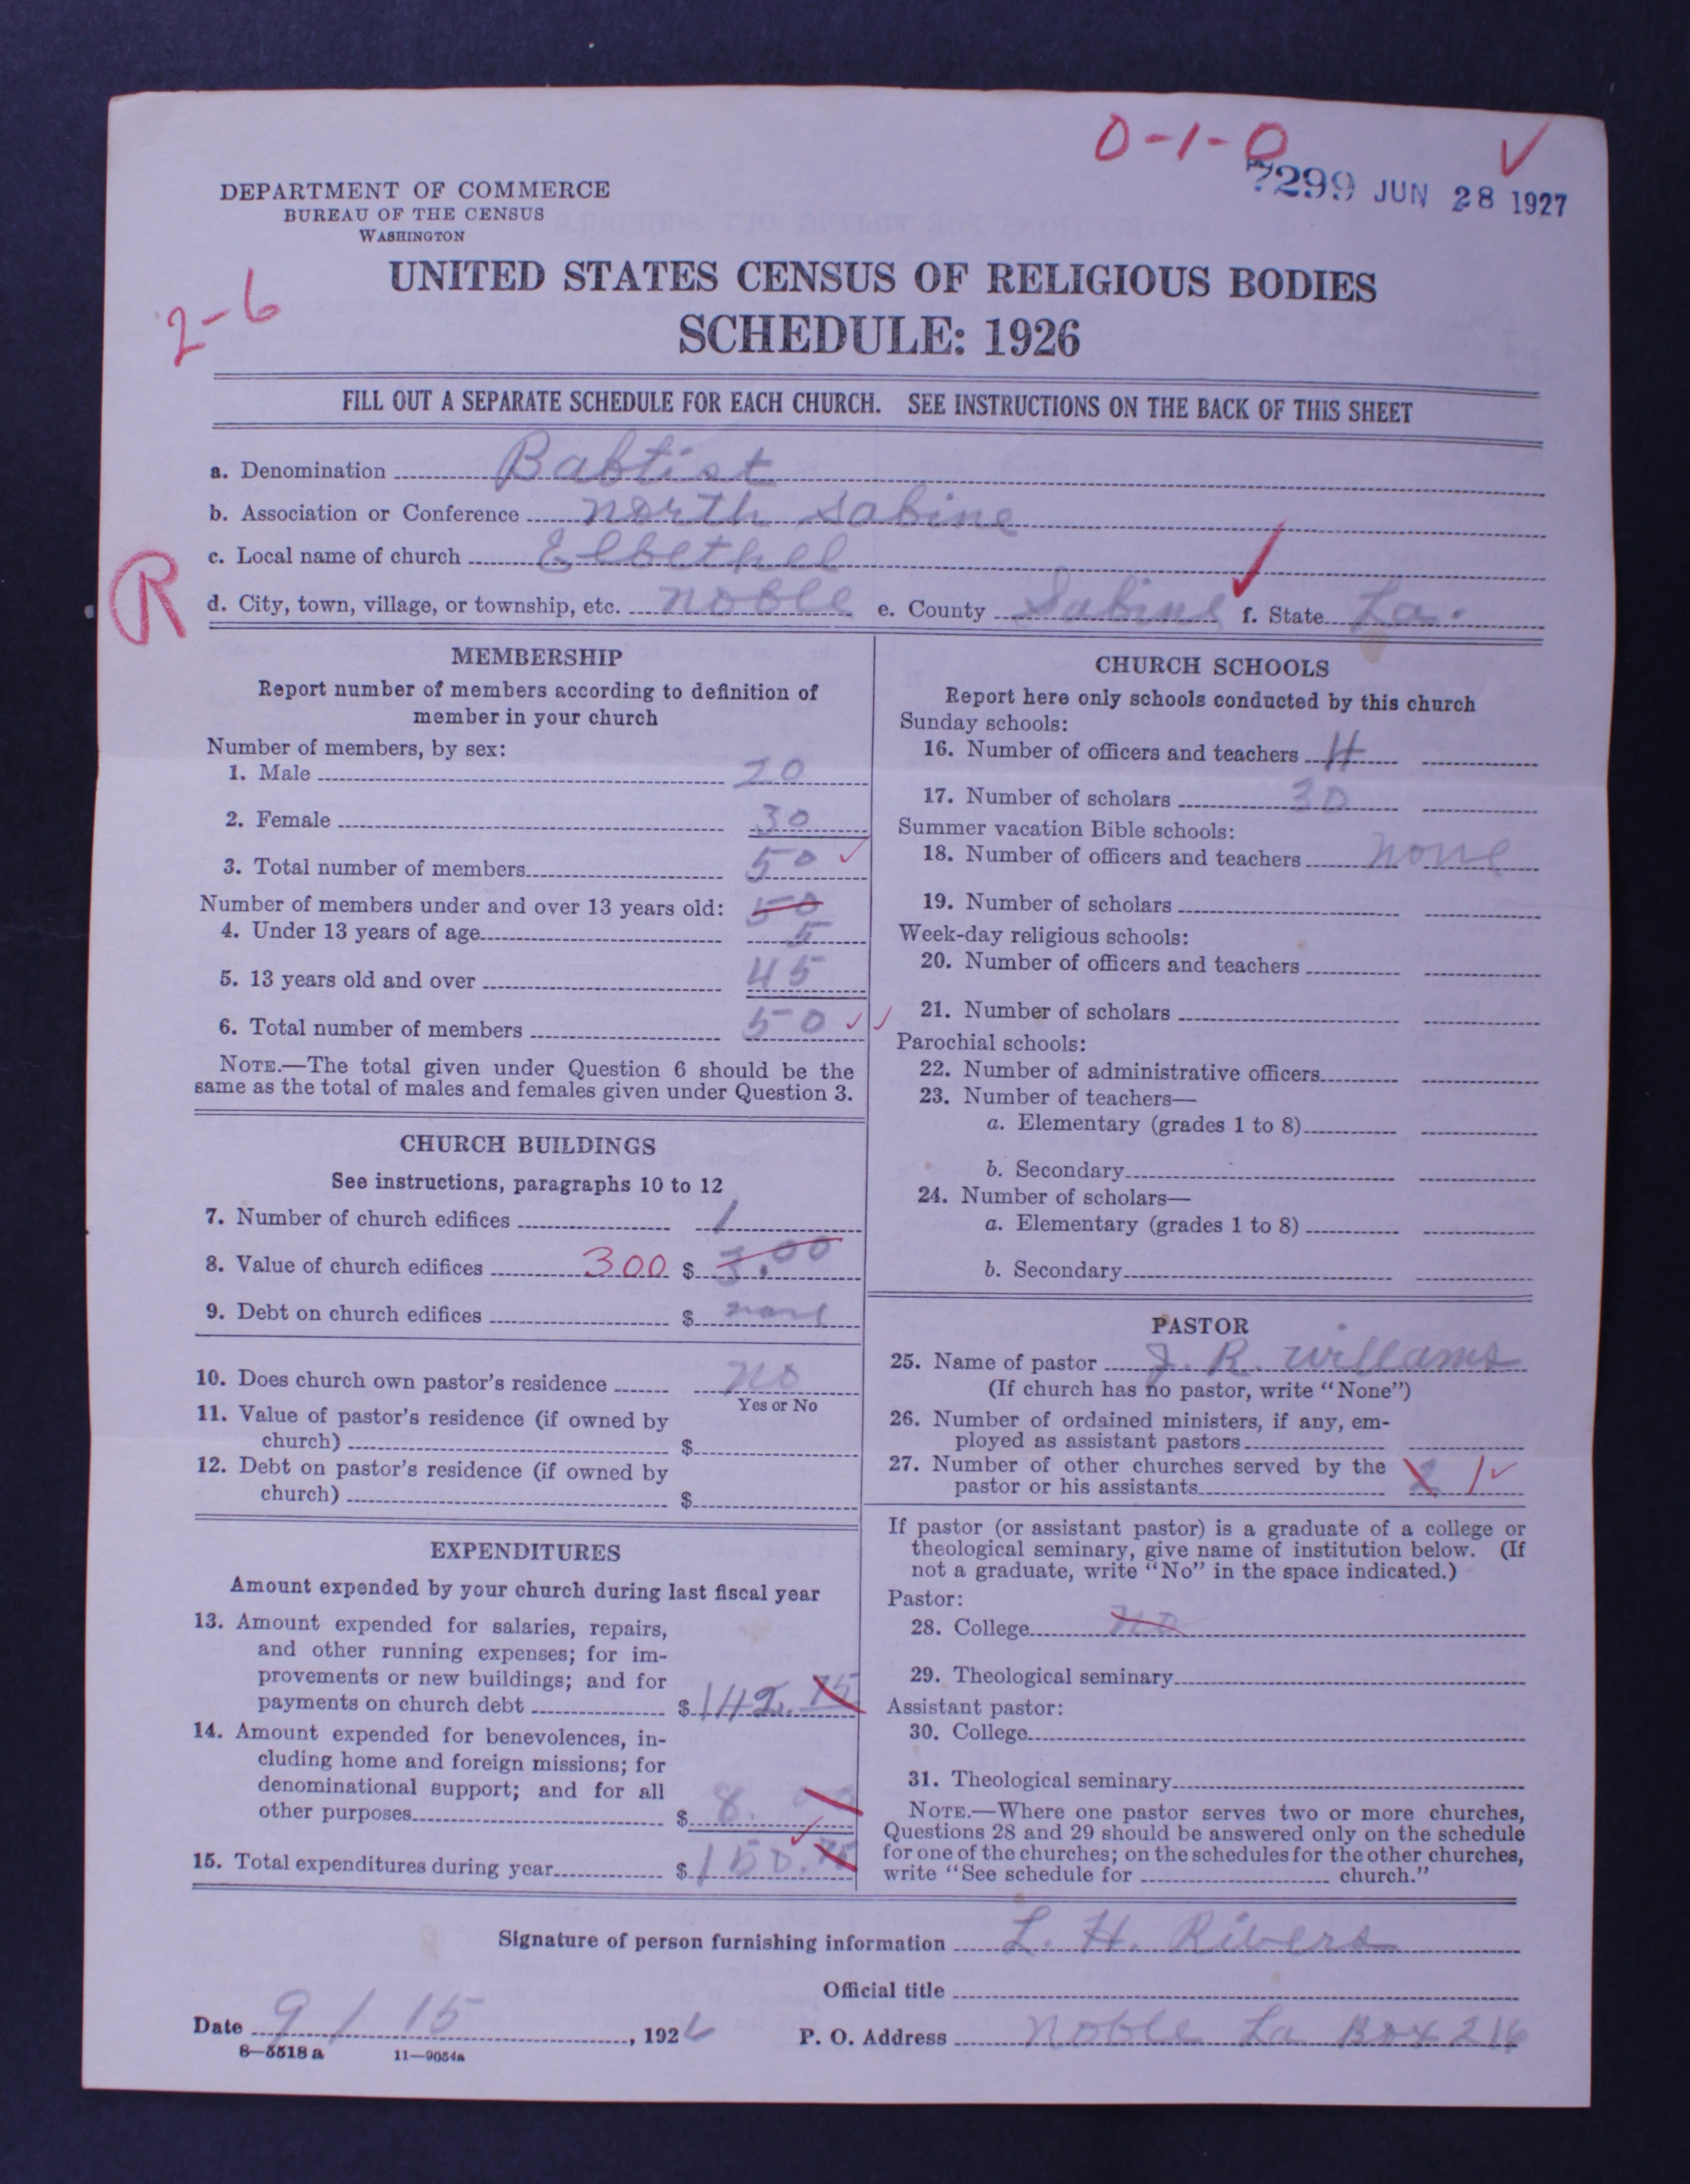 0-1-0 ✓
7299 JUN 28 1927
DEPARTMENT OF COMMERCE
BUREAU OF THE CENSUS
WASHINGTON
2-6
UNITED STATES CENSUS OF RELIGIOUS BODIES
SCHEDULE: 1926
FILL OUT A SEPARATE SCHEDULE FOR EACH CHURCH. SEE INSTRUCTIONS ON THE BACK OF THIS SHEET
a. Denomination Babtist
b. Association or Conference North Sabine
c. Local name of church Elbethel
R
d. City, town, village, or township, etc. Noble e. County Sabine f. State La.
MEMBERSHIP
Report number of members according to definition of
member in your church
Number of members, by sex:
1. Male 20
2. Female 30
3. Total number of members 50 ✓
Number of members under and over 13 years old: 50
4. Under 13 years of age 5
5. 13 years old and over 45
6. Total number of members 50 ✓ ✓
NOTE.—The total given under Question 6 should be the
same as the total of males and females given under Question 3.
CHURCH BUILDINGS
See instructions, paragraphs 10 to 12
7. Number of church edifices 1
8. Value of church edifices 300 $ 3.00
9. Debt on church edifices $ none
10. Does church own pastor's residence no
Yes or No
11. Value of pastor's residence (if owned by
church) $
12. Debt on pastor's residence (if owned by
church) $
EXPENDITURES
Amount expended by your church during last fiscal year
13. Amount expended for salaries, repairs,
and other running expenses; for im-
provements or new buildings; and for
payments on church debt $ 142.75
14. Amount expended for benevolences, in-
cluding home and foreign missions; for
denominational support; and for all
other purposes $ 8.00
15. Total expenditures during year $ 150.75
CHURCH SCHOOLS
Report here only schools conducted by this church
Sunday schools:
16. Number of officers and teachers 4
17. Number of scholars 30
Summer vacation Bible schools:
18. Number of officers and teachers none
19. Number of scholars
Week-day religious schools:
20. Number of officers and teachers
21. Number of scholars
Parochial schools:
22. Number of administrative officers
23. Number of teachers—
a. Elementary (grades 1 to 8)
b. Secondary
24. Number of scholars—
a. Elementary (grades 1 to 8)
b. Secondary
PASTOR
25. Name of pastor J. R. Willams
(If church has no pastor, write "None")
26. Number of ordained ministers, if any, em-
ployed as assistant pastors
27. Number of other churches served by the
pastor or his assistants 2 1 ✓
If pastor (or assistant pastor) is a graduate of a college or
theological seminary, give name of institution below. (If
not a graduate, write "No" in the space indicated.)
Pastor:
28. College no
29. Theological seminary
Assistant pastor:
30. College
31. Theological seminary
NOTE.—Where one pastor serves two or more churches,
Questions 28 and 29 should be answered only on the schedule
for one of the churches; on the schedules for the other churches,
write "See schedule for church."
Signature of person furnishing information L. H. Rivers
Official title
Date 9/15, 1926 P. O. Address Noble La Box 216
8—5518 a 11—9054a